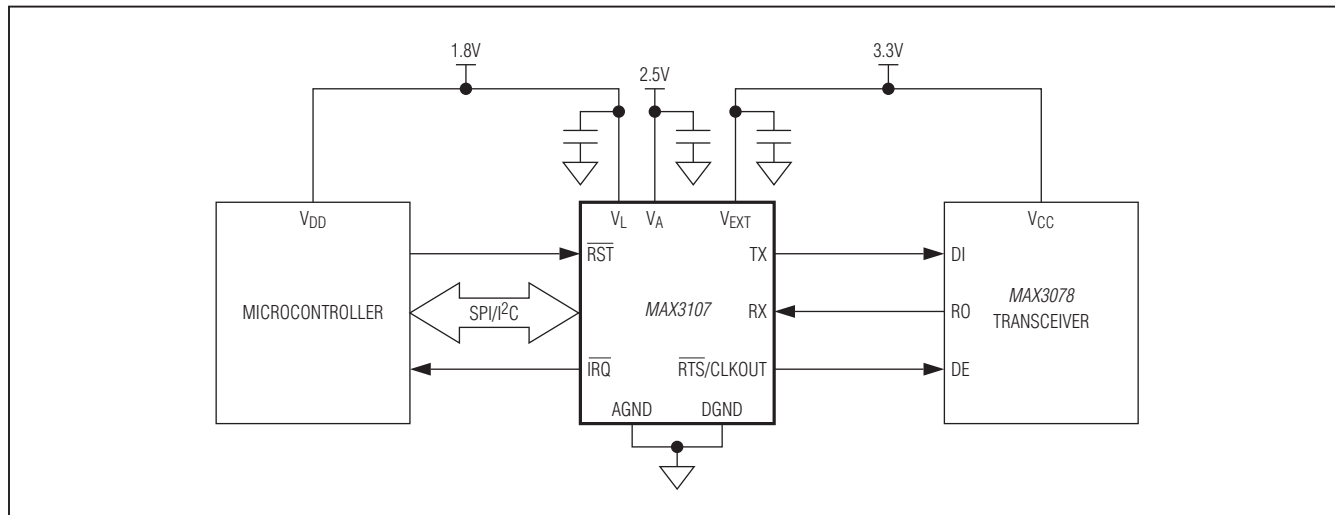 1.8V
2.5V
3.3V
VDD
VL
VA
VEXT
VCC
RST
TX
DI
MICROCONTROLLER
SPI/I2C
MAX3107
RX
RO
MAX3078
TRANSCEIVER
IRQ
RTS/CLKOUT
DE
AGND
DGND